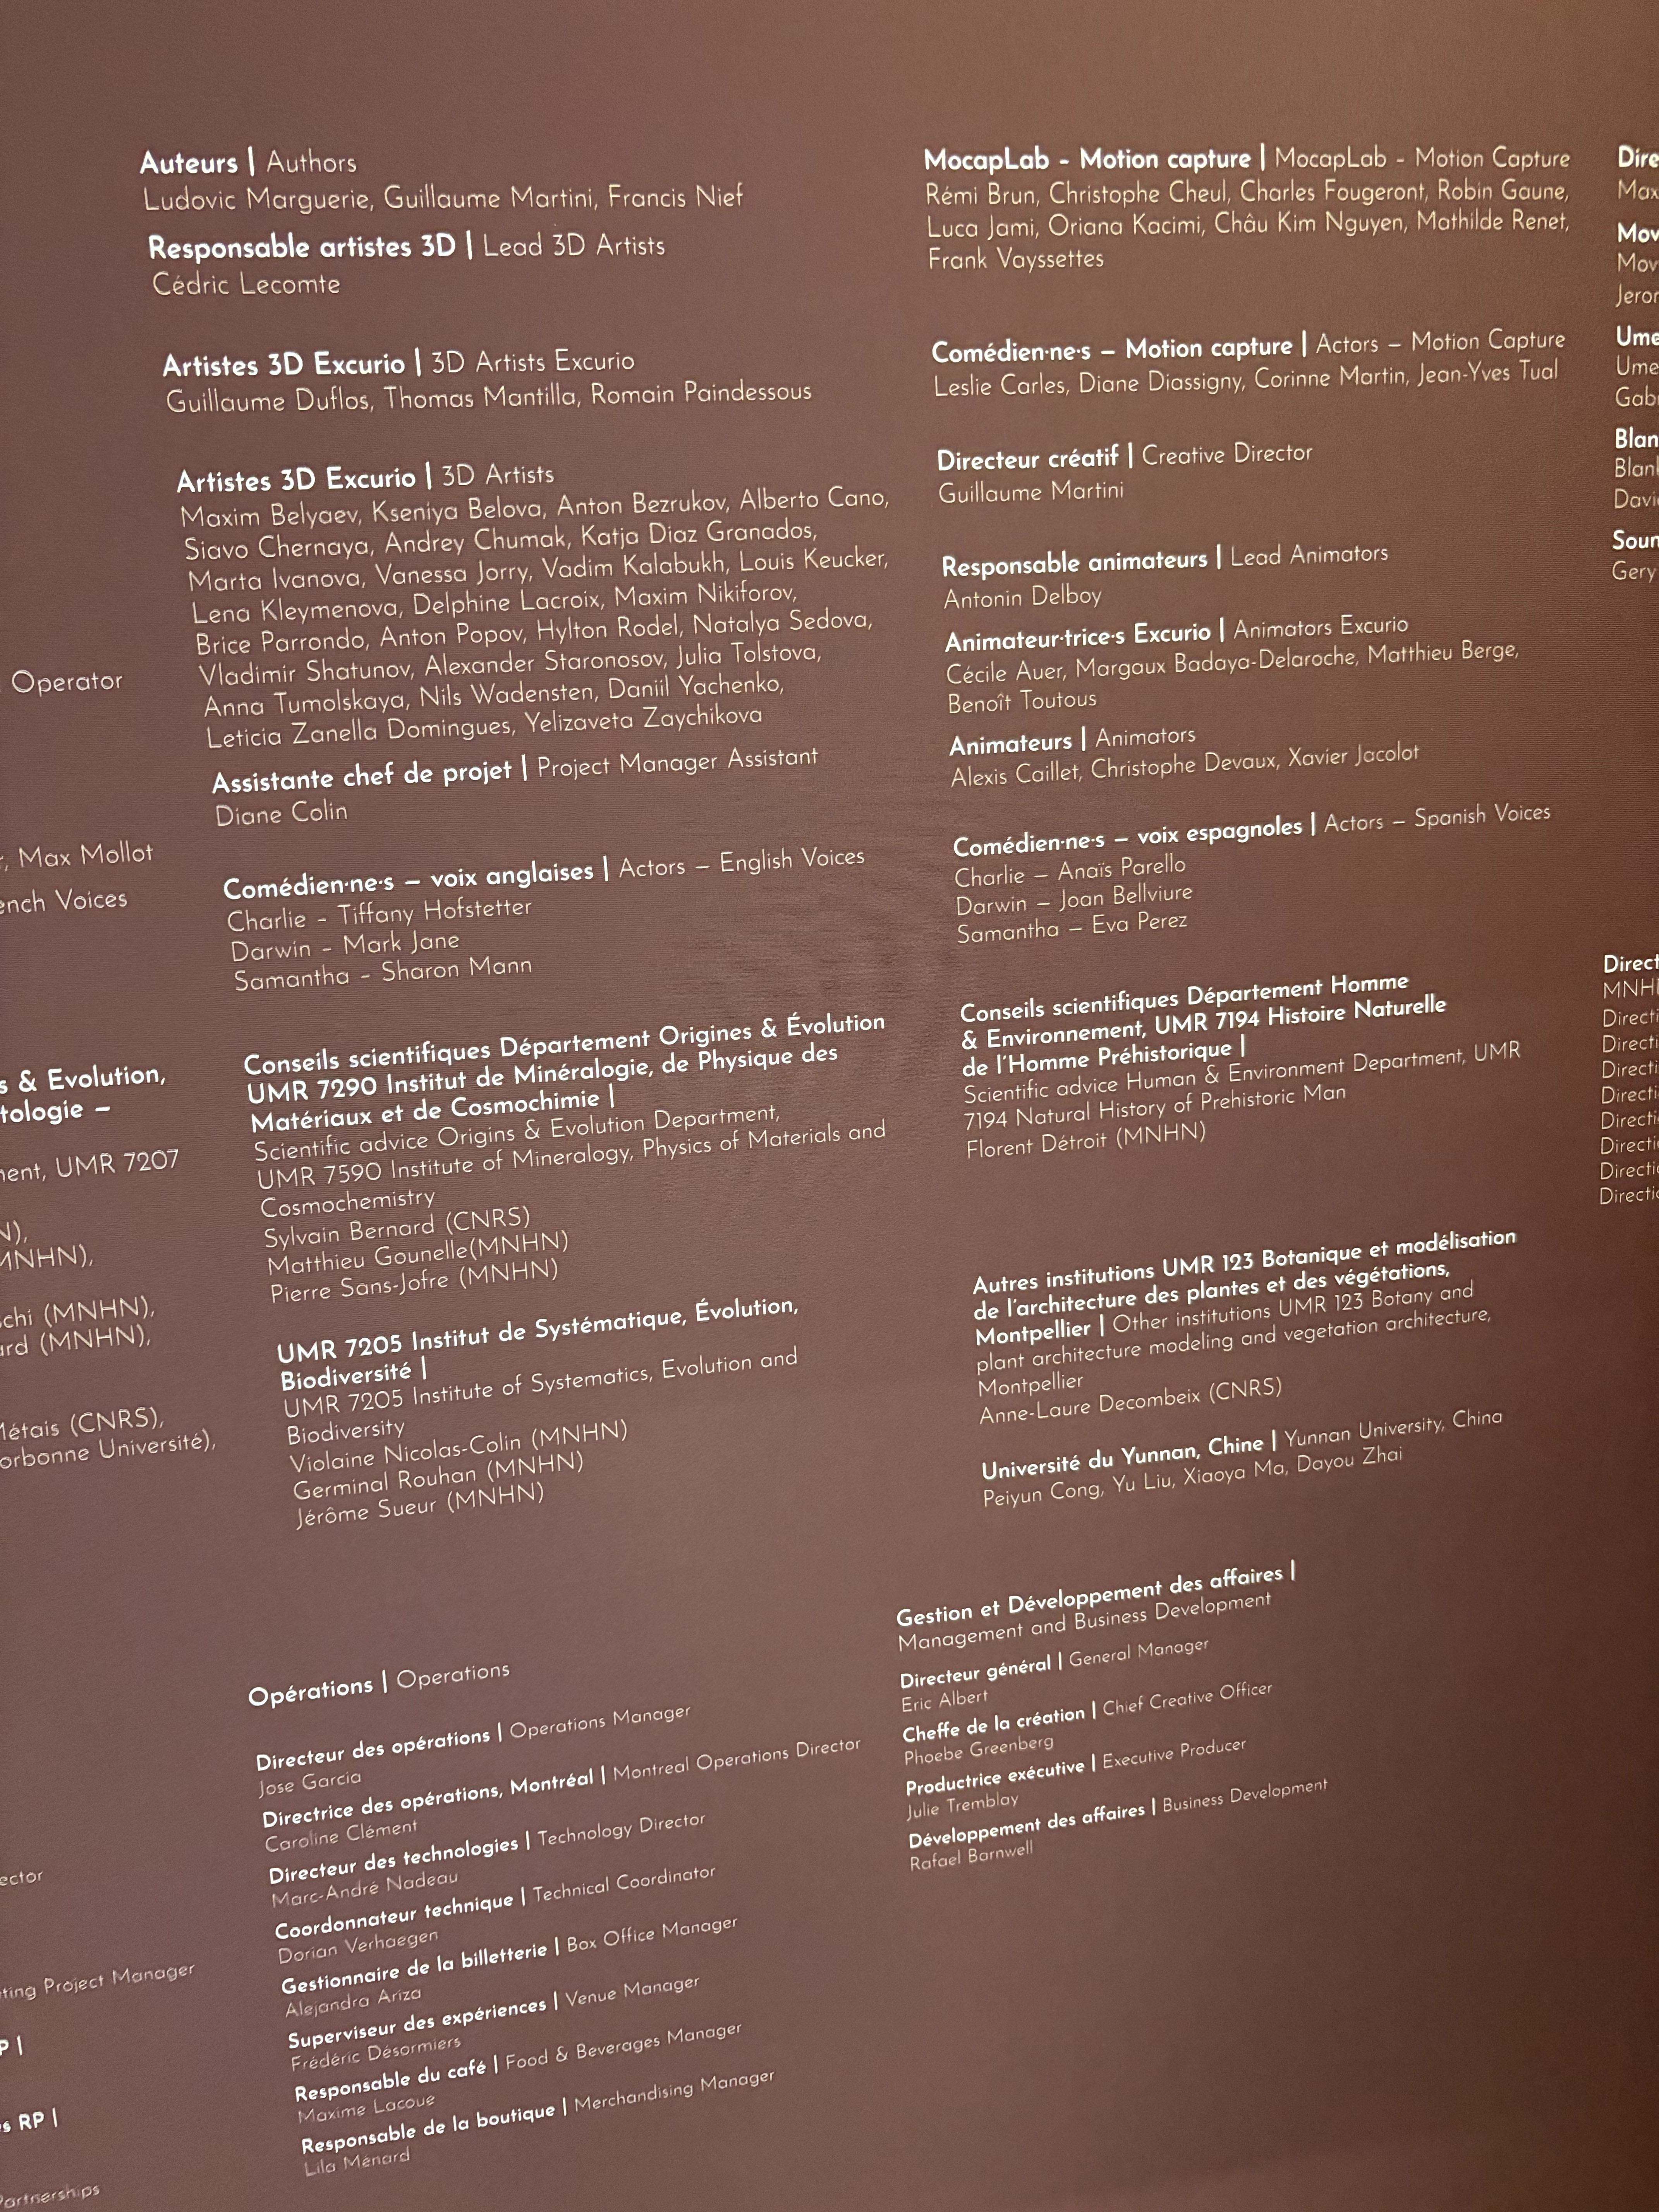 Operator
Max Mollot
Voices
& Evolution,
UMR 7207
(MNHN),
(MNHN),
(CNRS),
Université),
Project Manager
RP |
Partnerships
Auteurs | Authors
Ludovic Marguerie, Guillaume Martini, Francis Nief
Responsable artistes 3D | Lead 3D Artists
Cédric Lecomte
Artistes 3D Excurio | 3D Artists Excurio
Guillaume Duflos, Thomas Mantilla, Romain Paindessous
Artistes 3D Excurio | 3D Artists
Maxim Belyaev, Kseniya Belova, Anton Bezrukov, Alberto Cano,
Siavo Chernaya, Andrey Chumak, Katja Diaz Granados,
Marta Ivanova, Vanessa Jorry, Vadim Kalabukh, Louis Keucker,
Lena Kleymenova, Delphine Lacroix, Maxim Nikiforov,
Brice Parrondo, Anton Popov, Hylton Rodel, Natalya Sedova,
Vladimir Shatunov, Alexander Staronosov, Julia Tolstova,
Anna Tumolskaya, Nils Wadensten, Daniil Yachenko,
Leticia Zanella Domingues, Yelizaveta Zaychikova
Assistante chef de projet | Project Manager Assistant
Diane Colin
Comédien·ne·s – voix anglaises | Actors – English Voices
Charlie - Tiffany Hofstetter
Darwin - Mark Jane
Samantha - Sharon Mann
Conseils scientifiques Département Origines & Évolution
UMR 7290 Institut de Minéralogie, de Physique des
Matériaux et de Cosmochimie |
Scientific advice Origins & Evolution Department,
UMR 7590 Institute of Mineralogy, Physics of Materials and
Cosmochemistry
Sylvain Bernard (CNRS)
Matthieu Gounelle(MNHN)
Pierre Sans-Jofre (MNHN)
UMR 7205 Institut de Systématique, Évolution,
Biodiversité |
UMR 7205 Institute of Systematics, Evolution and
Biodiversity
Violaine Nicolas-Colin (MNHN)
Germinal Rouhan (MNHN)
Jérôme Sueur (MNHN)
Opérations | Operations
Directeur des opérations | Operations Manager
Jose Garcia
Directrice des opérations, Montréal | Montreal Operations Director
Caroline Clément
Directeur des technologies | Technology Director
Marc-André Nadeau
Coordonnateur technique | Technical Coordinator
Dorian Verhaegen
Gestionnaire de la billetterie | Box Office Manager
Alejandra Ariza
Superviseur des expériences | Venue Manager
Frédéric Désormiers
Responsable du café | Food & Beverages Manager
Maxime Lacoue
Responsable de la boutique | Merchandising Manager
Lila Ménard
MocapLab - Motion capture | MocapLab - Motion Capture
Rémi Brun, Christophe Cheul, Charles Fougeront, Robin Gaune,
Luca Jami, Oriana Kacimi, Châu Kim Nguyen, Mathilde Renet,
Frank Vayssettes
Comédien·ne·s – Motion capture | Actors – Motion Capture
Leslie Carles, Diane Diassigny, Corinne Martin, Jean-Yves Tual
Directeur créatif | Creative Director
Guillaume Martini
Responsable animateurs | Lead Animators
Antonin Delboy
Animateur·trice·s Excurio | Animators Excurio
Cécile Auer, Margaux Badaya-Delaroche, Matthieu Berge,
Benoît Toutous
Animateurs | Animators
Alexis Caillet, Christophe Devaux, Xavier Jacolot
Comédien·ne·s – voix espagnoles | Actors – Spanish Voices
Charlie – Anaïs Parello
Darwin – Joan Bellviure
Samantha – Eva Perez
Conseils scientifiques Département Homme
& Environnement, UMR 7194 Histoire Naturelle
de l'Homme Préhistorique |
Scientific advice Human & Environment Department, UMR
7194 Natural History of Prehistoric Man
Florent Détroit (MNHN)
Autres institutions UMR 123 Botanique et modélisation
de l'architecture des plantes et des végétations,
Montpellier | Other institutions UMR 123 Botany and
plant architecture modeling and vegetation architecture,
Montpellier
Anne-Laure Decombeix (CNRS)
Université du Yunnan, Chine | Yunnan University, China
Peiyun Cong, Yu Liu, Xiaoya Ma, Dayou Zhai
Gestion et Développement des affaires |
Management and Business Development
Directeur général | General Manager
Eric Albert
Cheffe de la création | Chief Creative Officer
Phoebe Greenberg
Productrice exécutive | Executive Producer
Julie Tremblay
Développement des affaires | Business Development
Rafael Barnwell
Gery